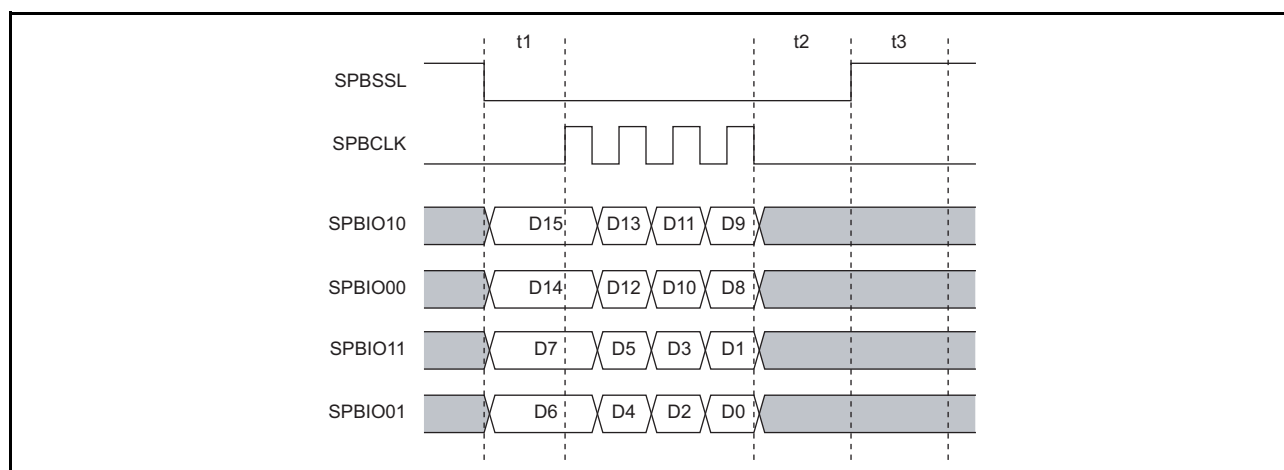 t1 t2 t3
SPBSSL
SPBCLK
SPBIO10 D15 D13 D11 D9
SPBIO00 D14 D12 D10 D8
SPBIO11 D7 D5 D3 D1
SPBIO01 D6 D4 D2 D0